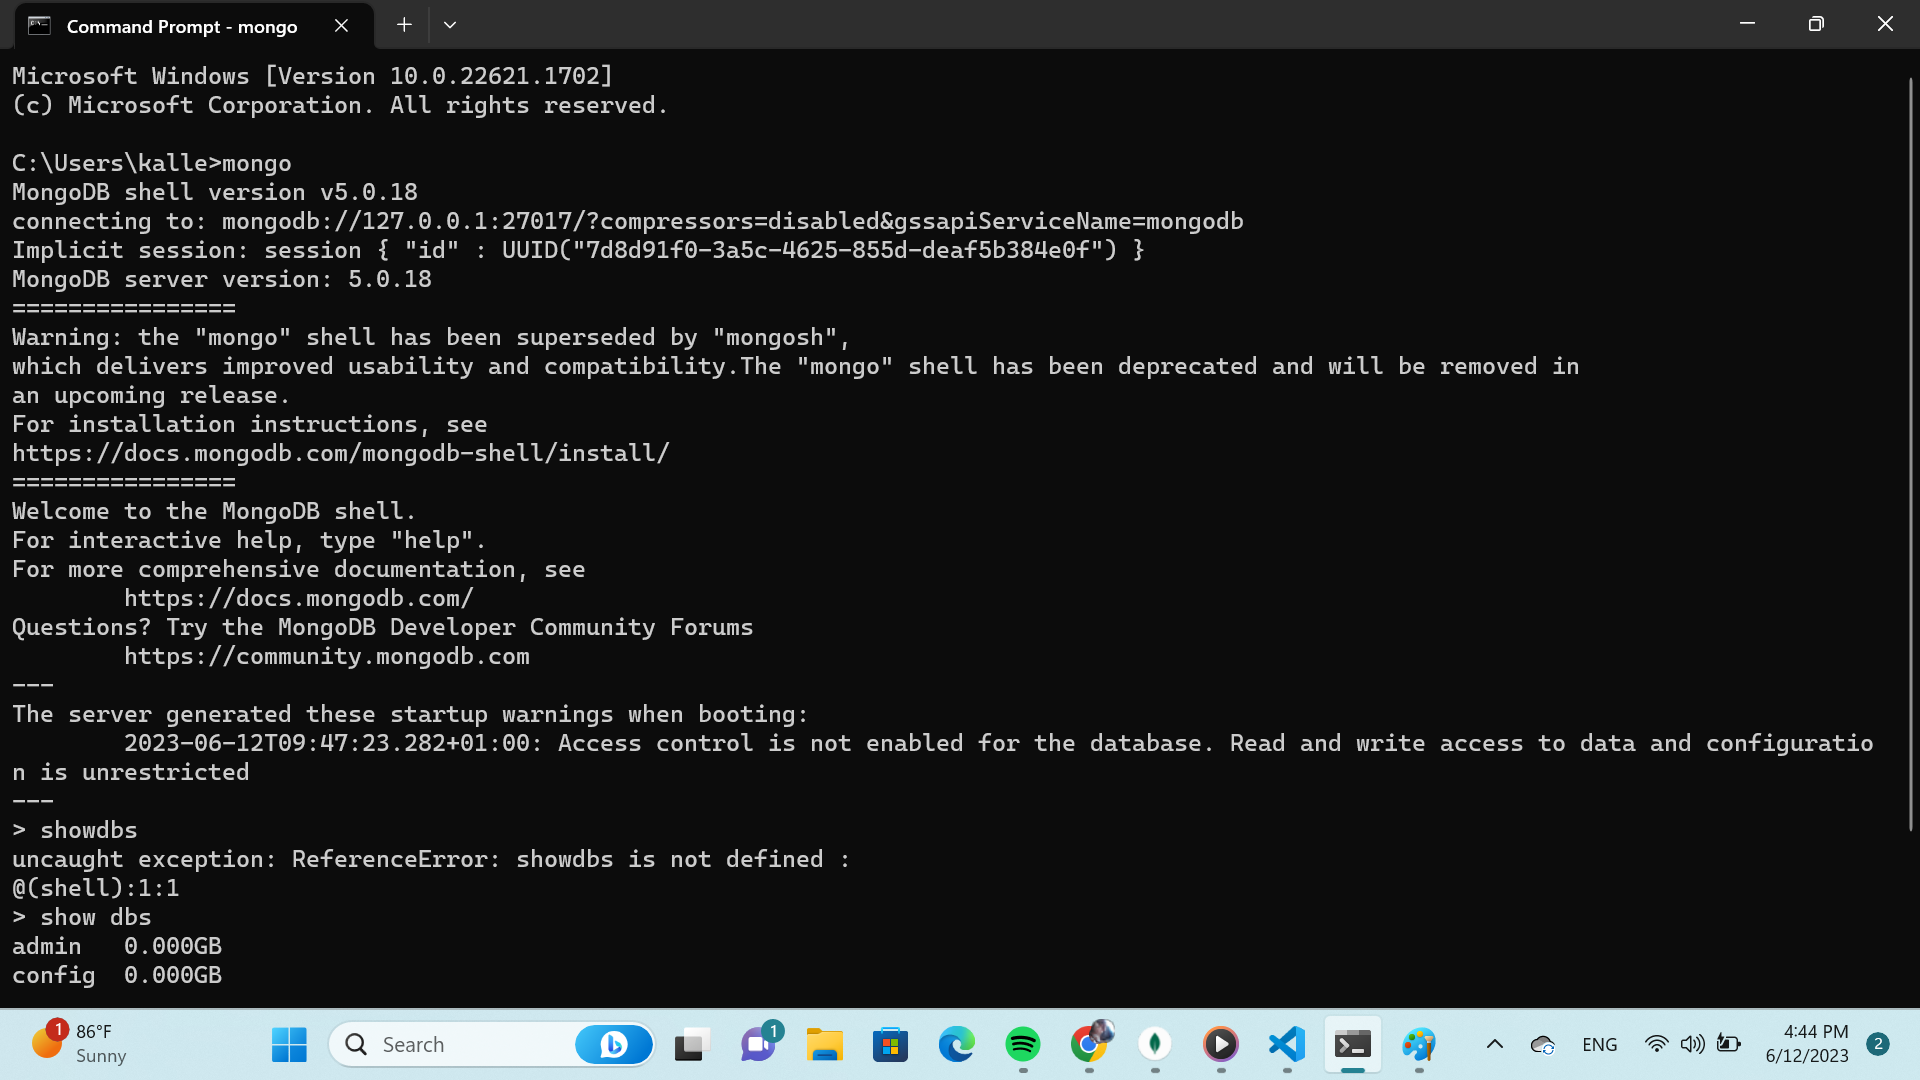 Command Prompt - mongo
Microsoft Windows [Version 10.0.22621.1702]
(c) Microsoft Corporation. All rights reserved.
C:\Users\kalle>mongo
MongoDB shell version v5.0.18
connecting to: mongodb://127.0.0.1:27017/?compressors=disabled&gssapiServiceName=mongodb
Implicit session: session { "id" : UUID("7d8d91f0-3a5c-4625-855d-deaf5b384e0f") }
MongoDB server version: 5.0.18
================
Warning: the "mongo" shell has been superseded by "mongosh",
which delivers improved usability and compatibility.The "mongo" shell has been deprecated and will be removed in
an upcoming release.
For installation instructions, see
https://docs.mongodb.com/mongodb-shell/install/
================
Welcome to the MongoDB shell.
For interactive help, type "help".
For more comprehensive documentation, see
https://docs.mongodb.com/
Questions? Try the MongoDB Developer Community Forums
https://community.mongodb.com
---
The server generated these startup warnings when booting:
2023-06-12T09:47:23.282+01:00: Access control is not enabled for the database. Read and write access to data and configuratio
n is unrestricted
---
> showdbs
uncaught exception: ReferenceError: showdbs is not defined :
@(shell):1:1
> show dbs
admin   0.000GB
config  0.000GB
1
86°F
Sunny
Search
1
ENG
4:44 PM
6/12/2023
2